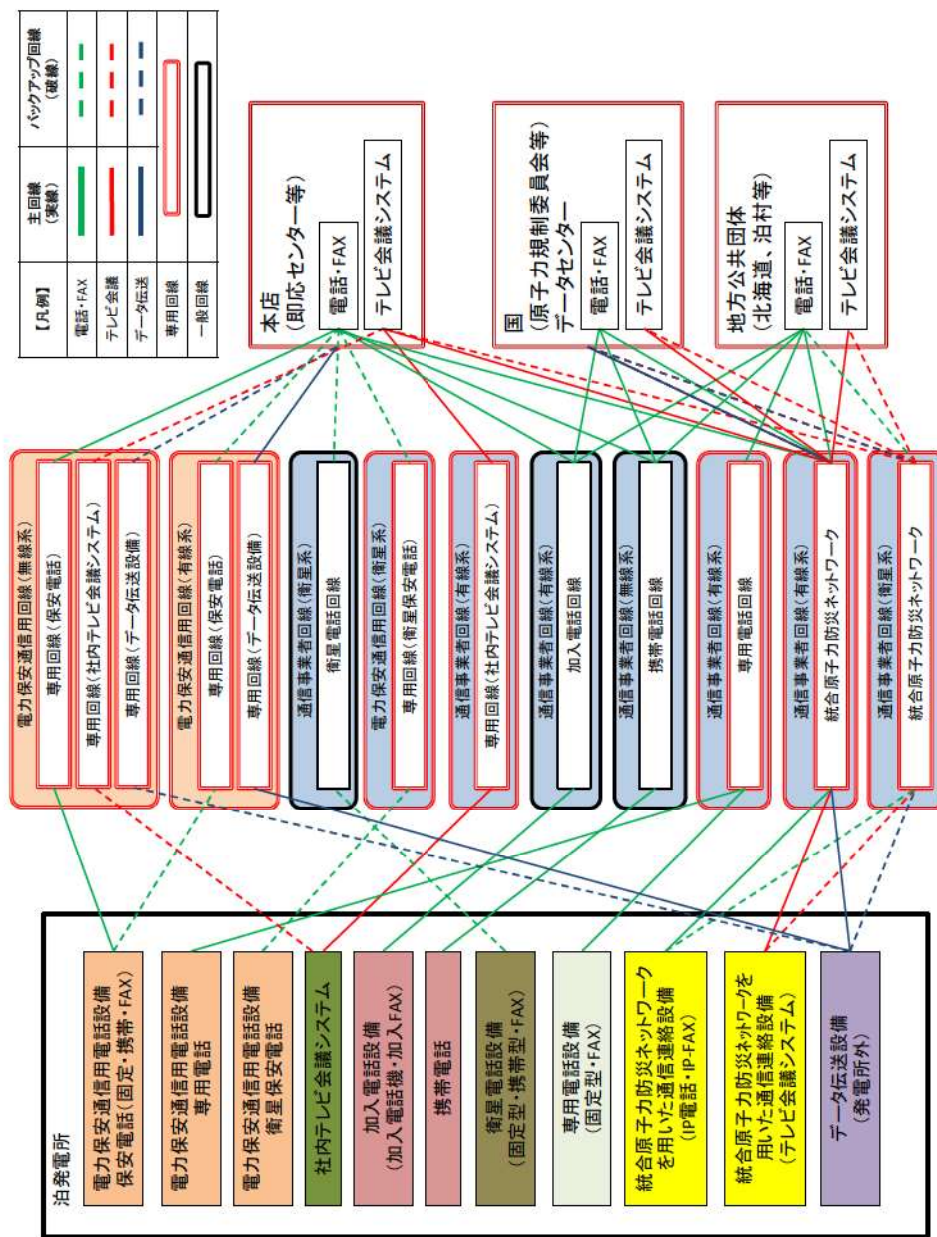 【凡例】
主回線
(実線)
バックアップ回線
(破線)
電話・FAX
テレビ会議
データ伝送
専用回線
一般回線
泊発電所
電力保安通信用電話設備
保安電話(固定・携帯・FAX)
電力保安通信用電話設備
専用電話
電力保安通信用電話設備
衛星保安電話
社内テレビ会議システム
加入電話設備
(加入電話機・加入FAX)
携帯電話
衛星電話設備
(固定型・携帯型・FAX)
専用電話設備
(固定型・FAX)
統合原子力防災ネットワーク
を用いた通信連絡設備
(IP電話・IP-FAX)
統合原子力防災ネットワークを
用いた通信連絡設備
(テレビ会議システム)
データ伝送設備
(発電所外)
電力保安通信用回線(無線系)
専用回線(保安電話)
専用回線(社内テレビ会議システム)
専用回線(データ伝送設備)
電力保安通信用回線(有線系)
専用回線(保安電話)
専用回線(データ伝送設備)
通信事業者回線(衛星系)
衛星電話回線
電力保安通信用回線(衛星系)
専用回線(衛星保安電話)
通信事業者回線(有線系)
専用回線(社内テレビ会議システム)
通信事業者回線(有線系)
加入電話回線
通信事業者回線(無線系)
携帯電話回線
通信事業者回線(有線系)
専用電話回線
通信事業者回線(有線系)
統合原子力防災ネットワーク
通信事業者回線(衛星系)
統合原子力防災ネットワーク
本店
(即応センター等)
電話・FAX
テレビ会議システム
国
(原子力規制委員会等)
データセンター
電話・FAX
テレビ会議システム
地方公共団体
(北海道、泊村等)
電話・FAX
テレビ会議システム